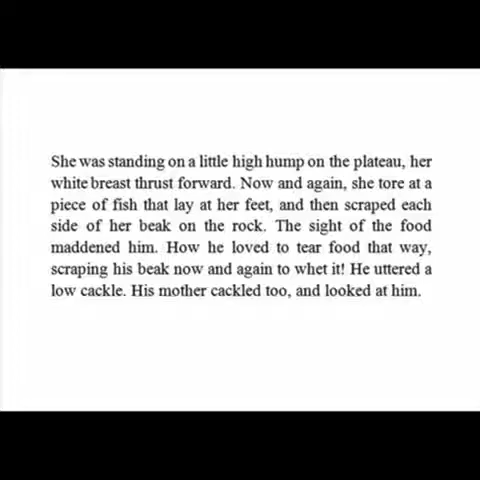 She was standing on a little high hump on the plateau, her
white breast thrust forward. Now and again, she tore at a
piece of fish that lay at her feet, and then scraped each
side of her beak on the rock. The sight of the food
maddened him. How he loved to tear food that way,
scraping his beak now and again to whet it! He uttered a
low cackle. His mother cackled too, and looked at him.